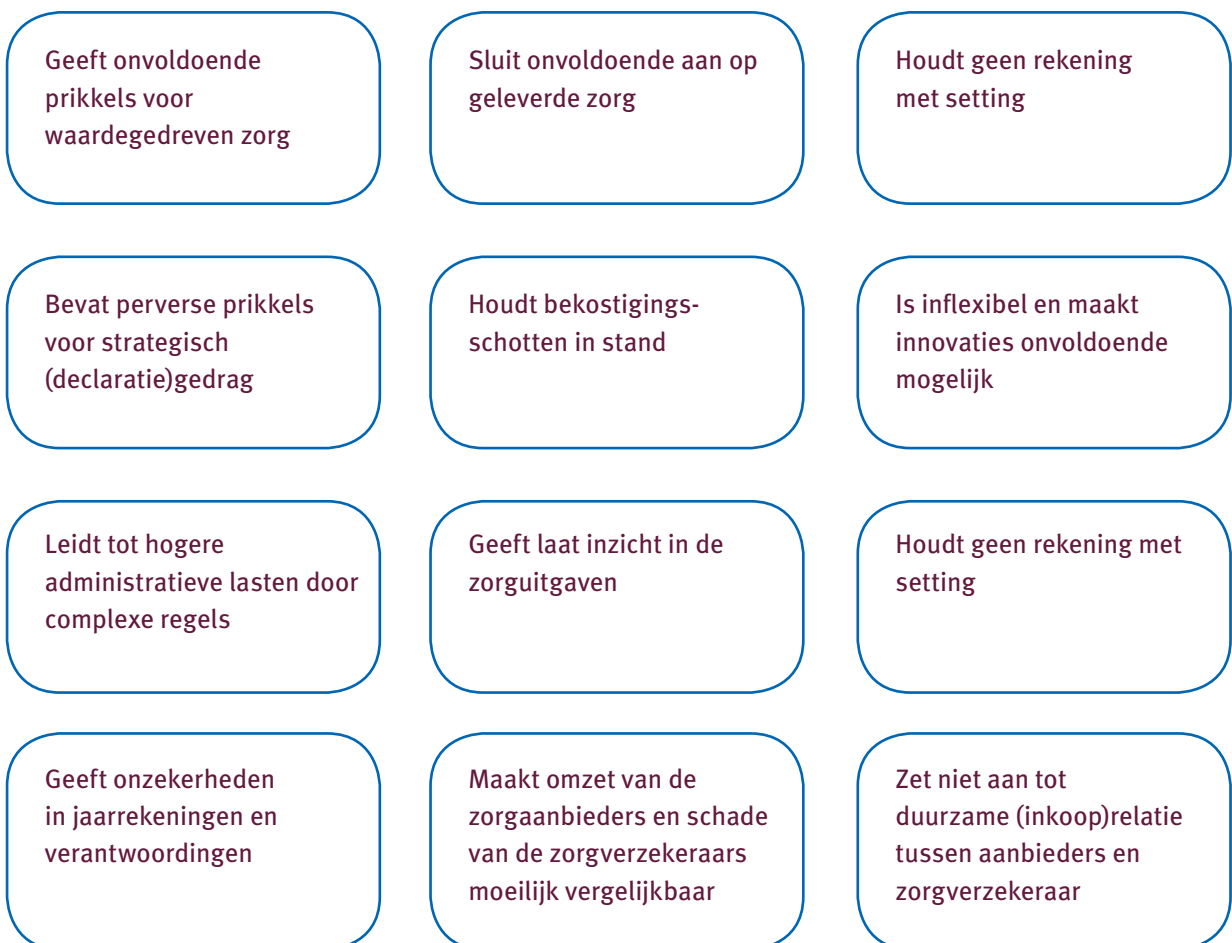 Geeft onvoldoende
prikkels voor
waardegedreven zorg
Sluit onvoldoende aan op
geleverde zorg
Houdt geen rekening
met setting
Bevat perverse prikkels
voor strategisch
(declaratie)gedrag
Houdt bekostigings-
schotten in stand
Is inflexibel en maakt
innovaties onvoldoende
mogelijk
Leidt tot hogere
administratieve lasten door
complexe regels
Geeft laat inzicht in de
zorguitgaven
Houdt geen rekening met
setting
Geeft onzekerheden
in jaarrekeningen en
verantwoordingen
Maakt omzet van de
zorgaanbieders en schade
van de zorgverzekeraars
moeilijk vergelijkbaar
Zet niet aan tot
duurzame (inkoop)relatie
tussen aanbieders en
zorgverzekeraar